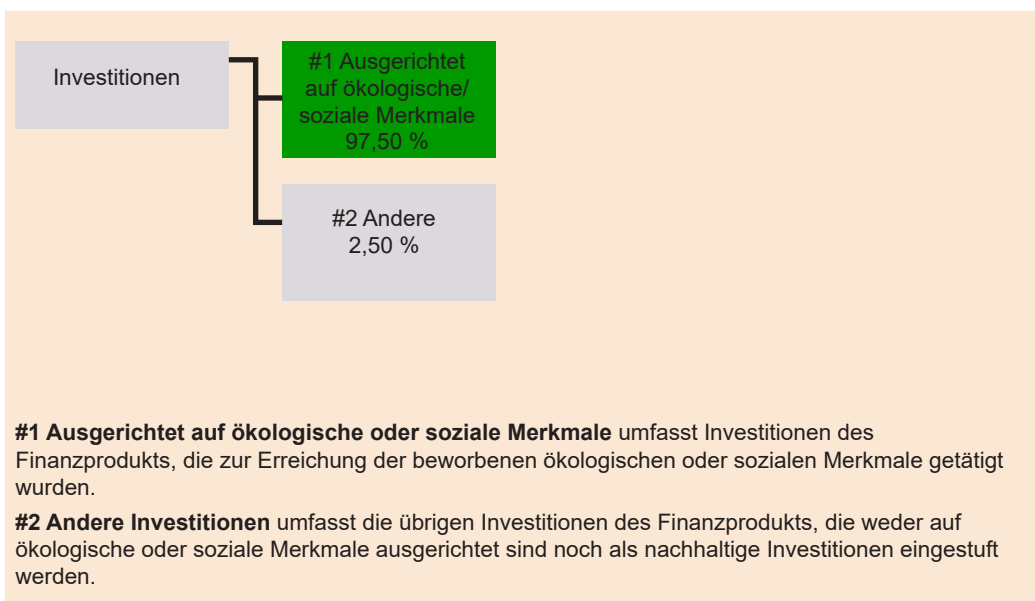 Investitionen
#1 Ausgerichtet
auf ökologische/
soziale Merkmale
97,50 %
#2 Andere
2,50 %
#1 Ausgerichtet auf ökologische oder soziale Merkmale umfasst Investitionen des
Finanzprodukts, die zur Erreichung der beworbenen ökologischen oder sozialen Merkmale getätigt
wurden.
#2 Andere Investitionen umfasst die übrigen Investitionen des Finanzprodukts, die weder auf
ökologische oder soziale Merkmale ausgerichtet sind noch als nachhaltige Investitionen eingestuft
werden.